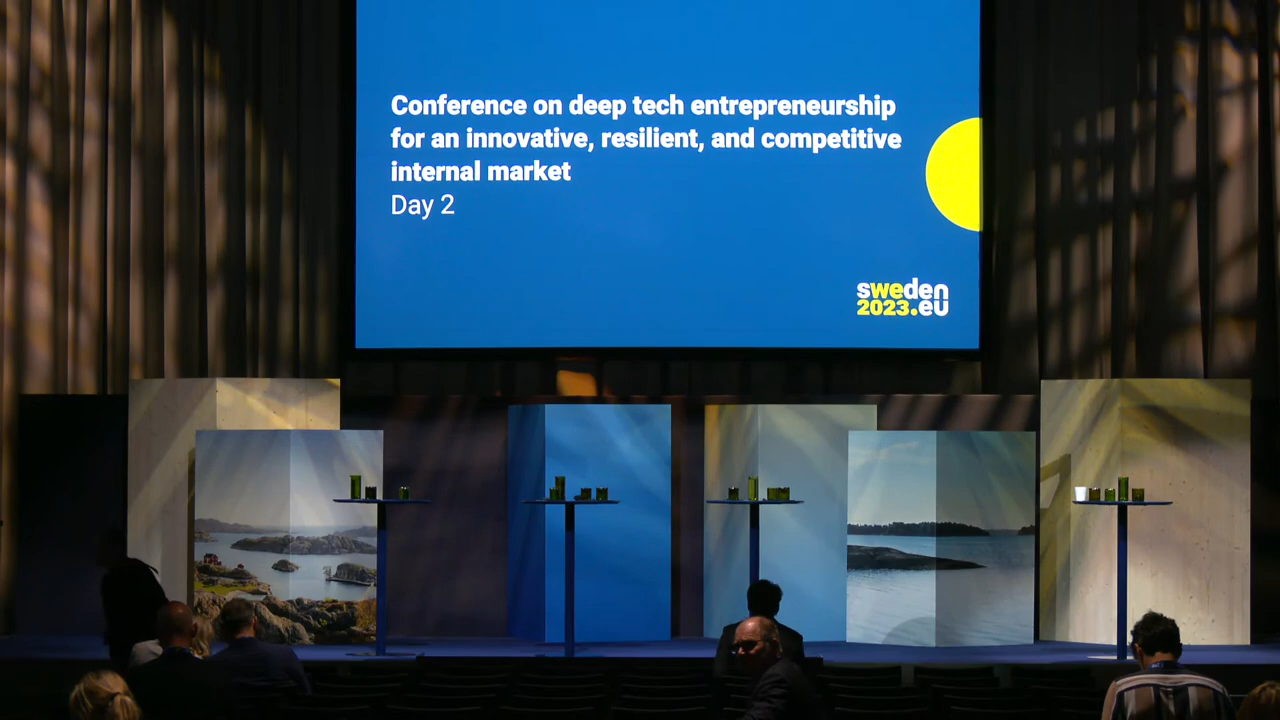 Conference on deep tech entrepreneurship
for an innovative, resilient, and competitive
internal market
Day 2
sweden
2023.eu